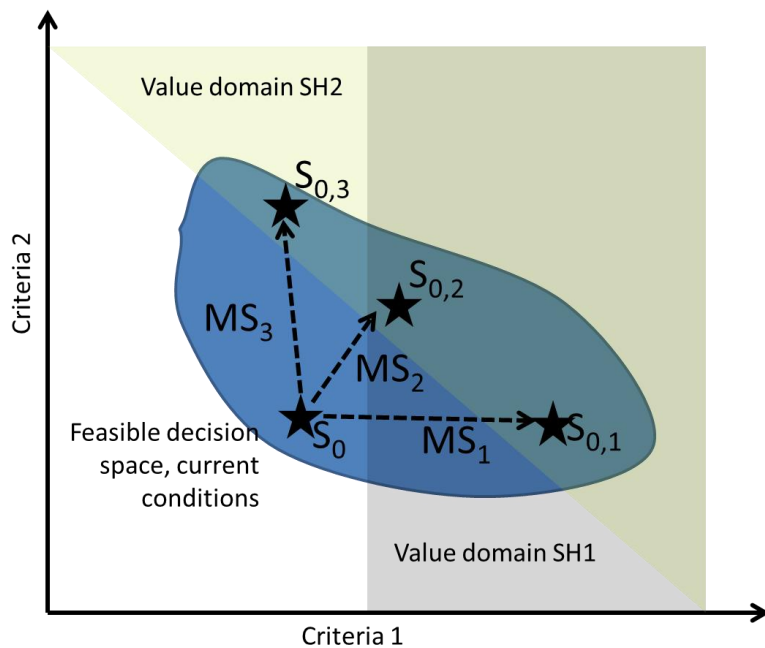 Value domain SH2
S0,3
S0,2
Criteria 2
MS3
MS2
Feasible decision
space, current
conditions
S0
MS1
S0,1
Value domain SH1
Criteria 1